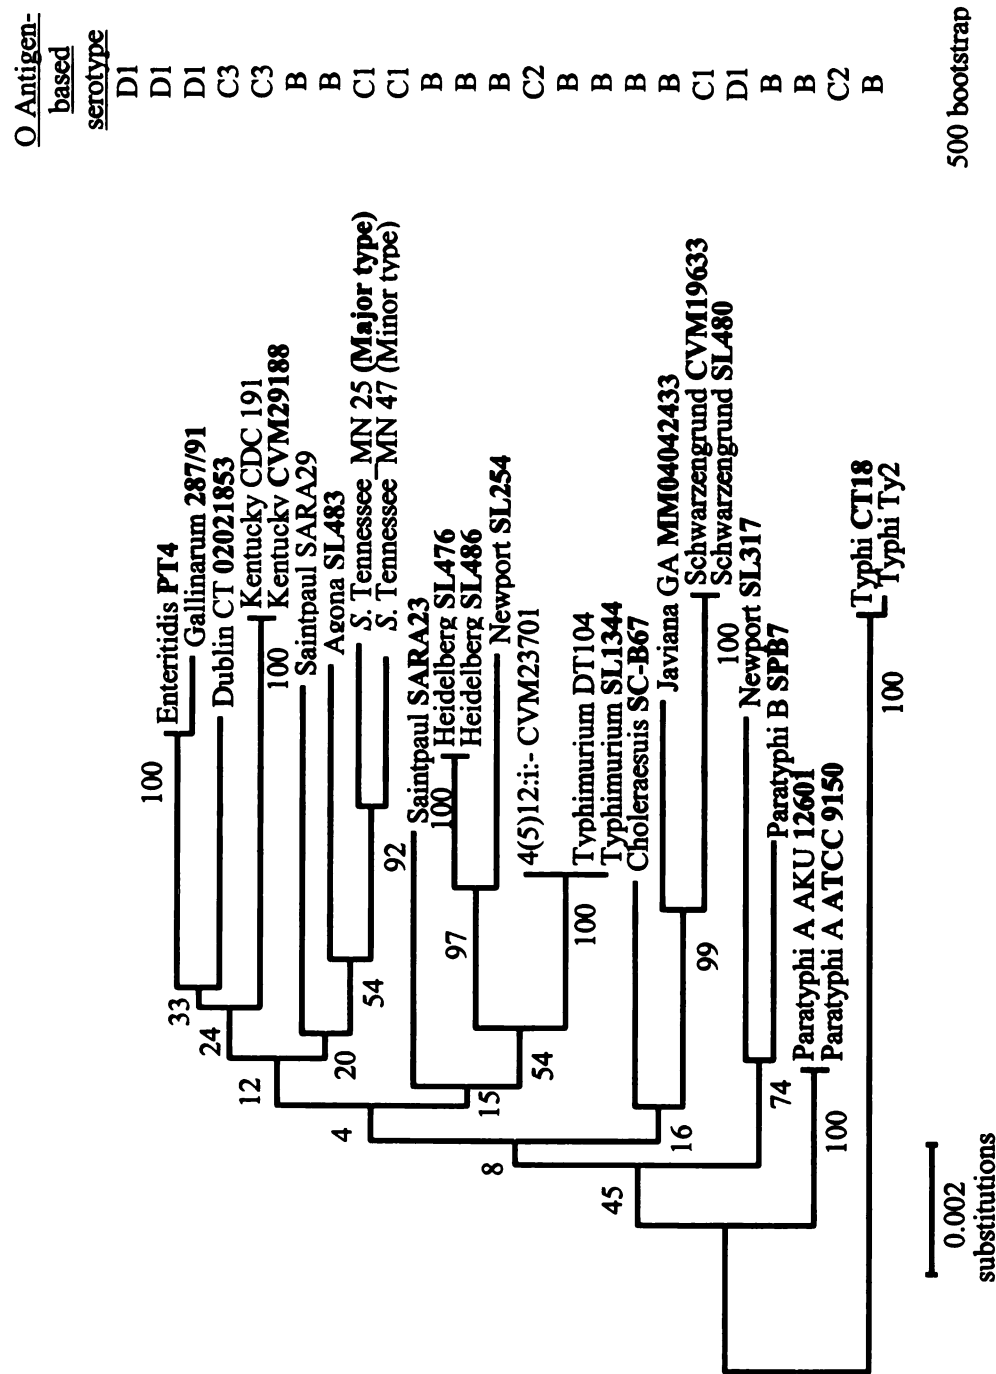 O Antigen-
based
serotype
D1
D1
D1
C3
C3
B
B
C1
C1
B
B
B
C2
B
B
B
B
C1
D1
B
B
C2
B
Enteritidis PT4
Gallinarum 287/91
Dublin CT 02021853
Kentucky CDC 191
Kentucky CVM29188
Saintpaul SARA29
Agona SL483
S. Tennessee MN 25 (Major type)
S. Tennessee MN 47 (Minor type)
Saintpaul SARA23
Heidelberg SL476
Heidelberg SL486
Newport SL254
4(5)12:i:- CVM23701
Typhimurium DT104
Typhimurium SL1344
Choleraesuis SC-B67
Javiana GA MM04042433
Schwarzengrund CVM19633
Schwarzengrund SL480
Newport SL317
Paratyphi B SPB7
Paratyphi A AKU 12601
Paratyphi A ATCC 9150
Typhi CT18
Typhi Ty2
100
33
24
100
12
20
54
4
92
100
97
15
54
100
8
16
99
100
45
74
100
100
0.002
substitutions
500 bootstrap